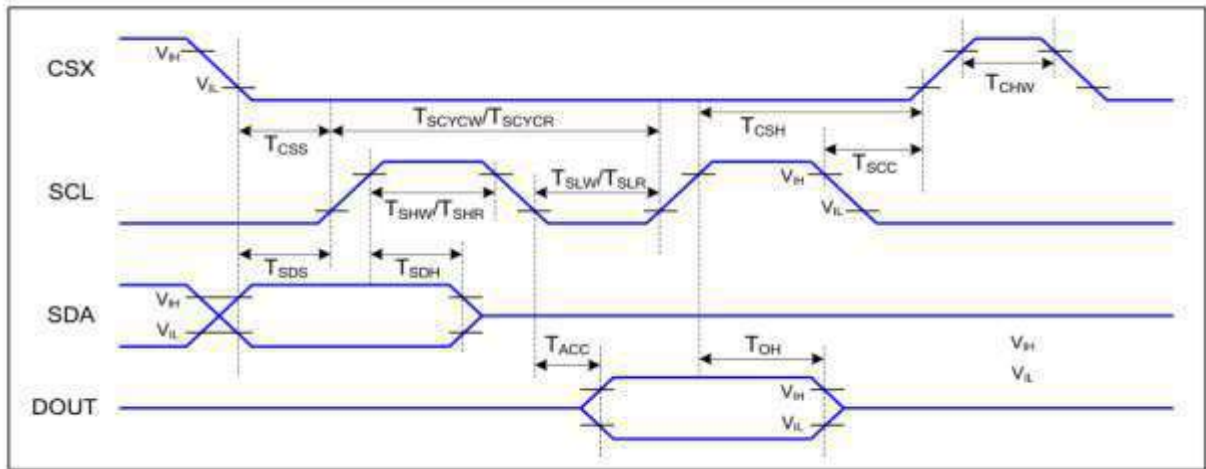 CSX
VIH
VIL
TCHW
TSCYCW/TSCYCR
TCSH
TCSS
TSCC
SCL
TSLW/TSLR
VIH
VIL
TSHW/TSHR
TSDS
TSDH
SDA
VIH
VIL
TACC
TOH
VIH
VIL
DOUT
VIH
VIL